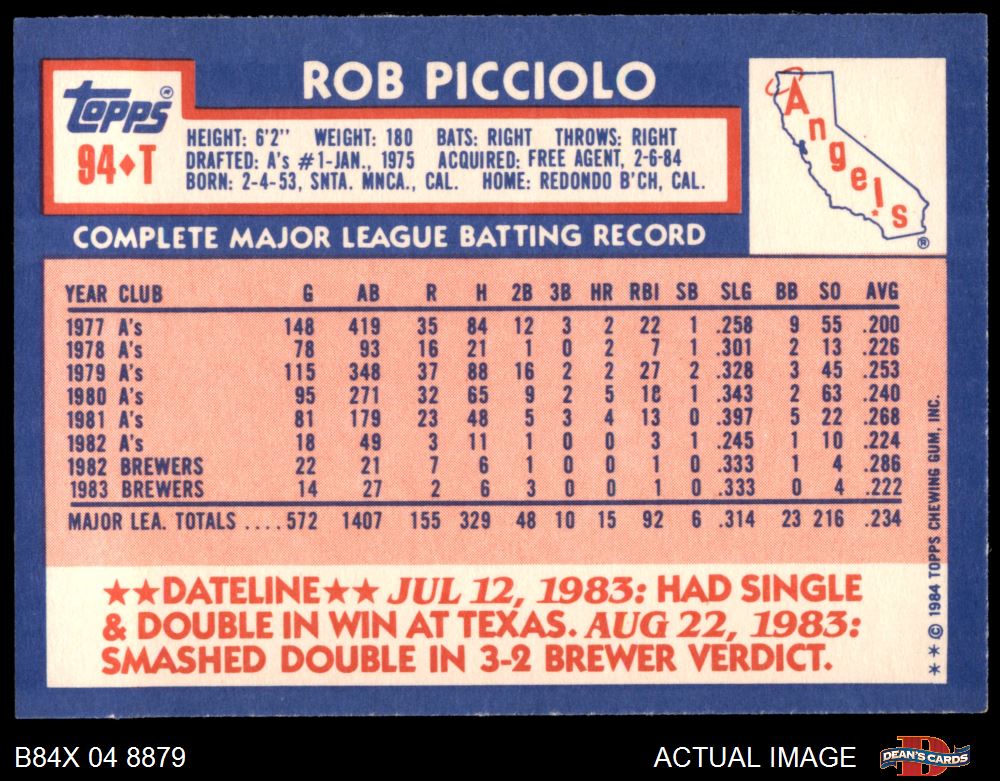 ROB PICCIOLO
TOPPS®
94♦T
HEIGHT: 6'2" WEIGHT: 180 BATS: RIGHT THROWS: RIGHT
DRAFTED: A's #1-JAN., 1975 ACQUIRED: FREE AGENT, 2-6-84
BORN: 2-4-53, SNTA. MNCA., CAL. HOME: REDONDO B'CH, CAL.
Angels
®
COMPLETE MAJOR LEAGUE BATTING RECORD
YEAR CLUB G AB R H 2B 3B HR RBI SB SLG BB SO AVG
1977 A's 148 419 35 84 12 3 2 22 1 .258 9 55 .200
1978 A's 78 93 16 21 1 0 2 7 1 .301 2 13 .226
1979 A's 115 348 37 88 16 2 2 27 2 .328 3 45 .253
1980 A's 95 271 32 65 9 2 5 18 1 .343 2 63 .240
1981 A's 81 179 23 48 5 3 4 13 0 .397 5 22 .268
1982 A's 18 49 3 11 1 0 0 3 1 .245 1 10 .224
1982 BREWERS 22 21 7 6 1 0 0 1 0 .333 1 4 .286
1983 BREWERS 14 27 2 6 3 0 0 1 0 .333 0 4 .222
MAJOR LEA. TOTALS ....572 1407 155 329 48 10 15 92 6 .314 23 216 .234
★★DATELINE★★ JUL 12, 1983: HAD SINGLE
& DOUBLE IN WIN AT TEXAS. AUG 22, 1983:
SMASHED DOUBLE IN 3-2 BREWER VERDICT.
** © 1984 TOPPS CHEWING GUM, INC.
B84X 04 8879
ACTUAL IMAGE
DEAN'S CARDS